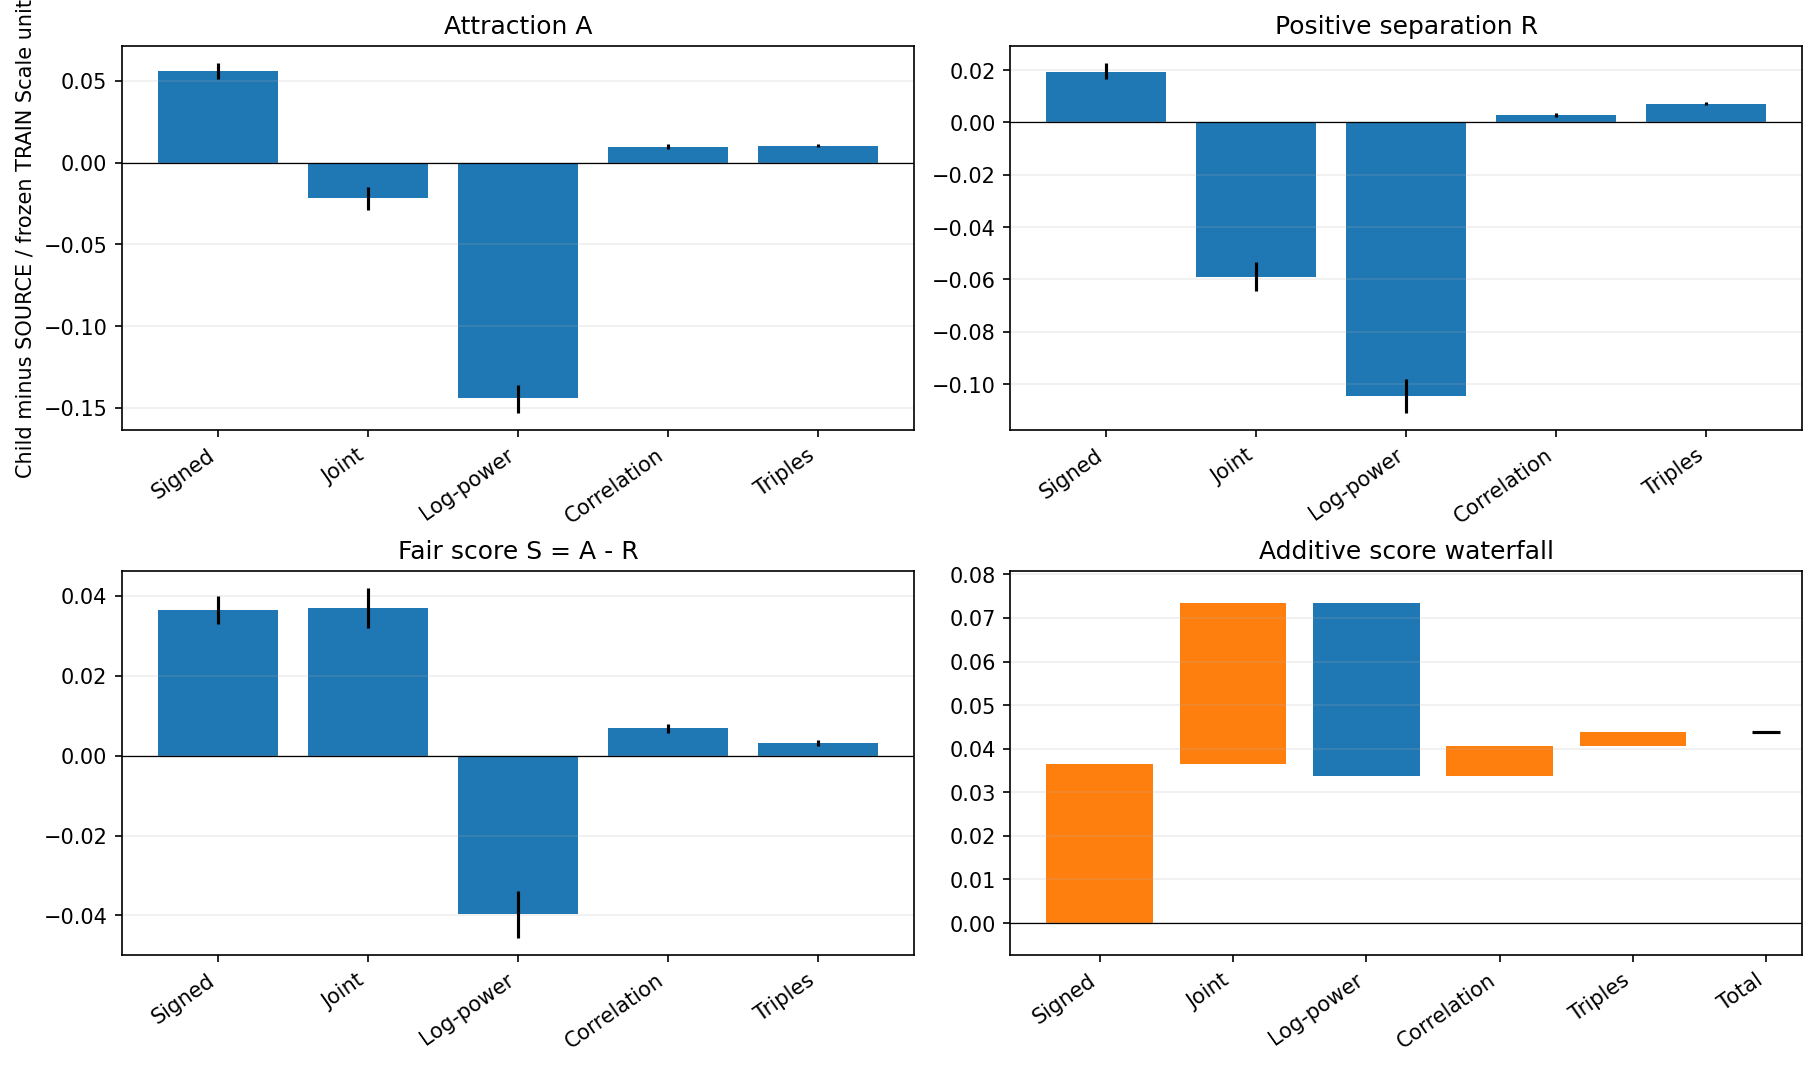 Attraction A
Child minus SOURCE / frozen TRAIN Scale unit
0.05
0.00
−0.05
−0.10
−0.15
Signed
Joint
Log-power
Correlation
Triples
Positive separation R
0.02
0.00
−0.02
−0.04
−0.06
−0.08
−0.10
Signed
Joint
Log-power
Correlation
Triples
Fair score S = A - R
0.04
0.02
0.00
−0.02
−0.04
Signed
Joint
Log-power
Correlation
Triples
Additive score waterfall
0.08
0.07
0.06
0.05
0.04
0.03
0.02
0.01
0.00
Signed
Joint
Log-power
Correlation
Triples
Total